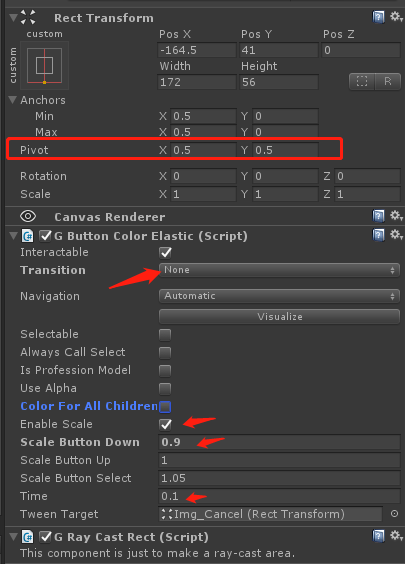 Rect Transform
custom
custom
Pos X Pos Y Pos Z
-164.5 41 0
Width Height
172 56
R
Anchors
Min X 0.5 Y 0
Max X 0.5 Y 0
Pivot X 0.5 Y 0.5
Rotation X 0 Y 0 Z 0
Scale X 1 Y 1 Z 1
Canvas Renderer
G Button Color Elastic (Script)
Interactable
Transition None
Navigation Automatic
Visualize
Selectable
Always Call Select
Is Profession Model
Use Alpha
Color For All Children
Enable Scale
Scale Button Down 0.9
Scale Button Up 1
Scale Button Select 1.05
Time 0.1
Tween Target Img_Cancel (Rect Transform)
G Ray Cast Rect (Script)
This component is just to make a ray-cast area.